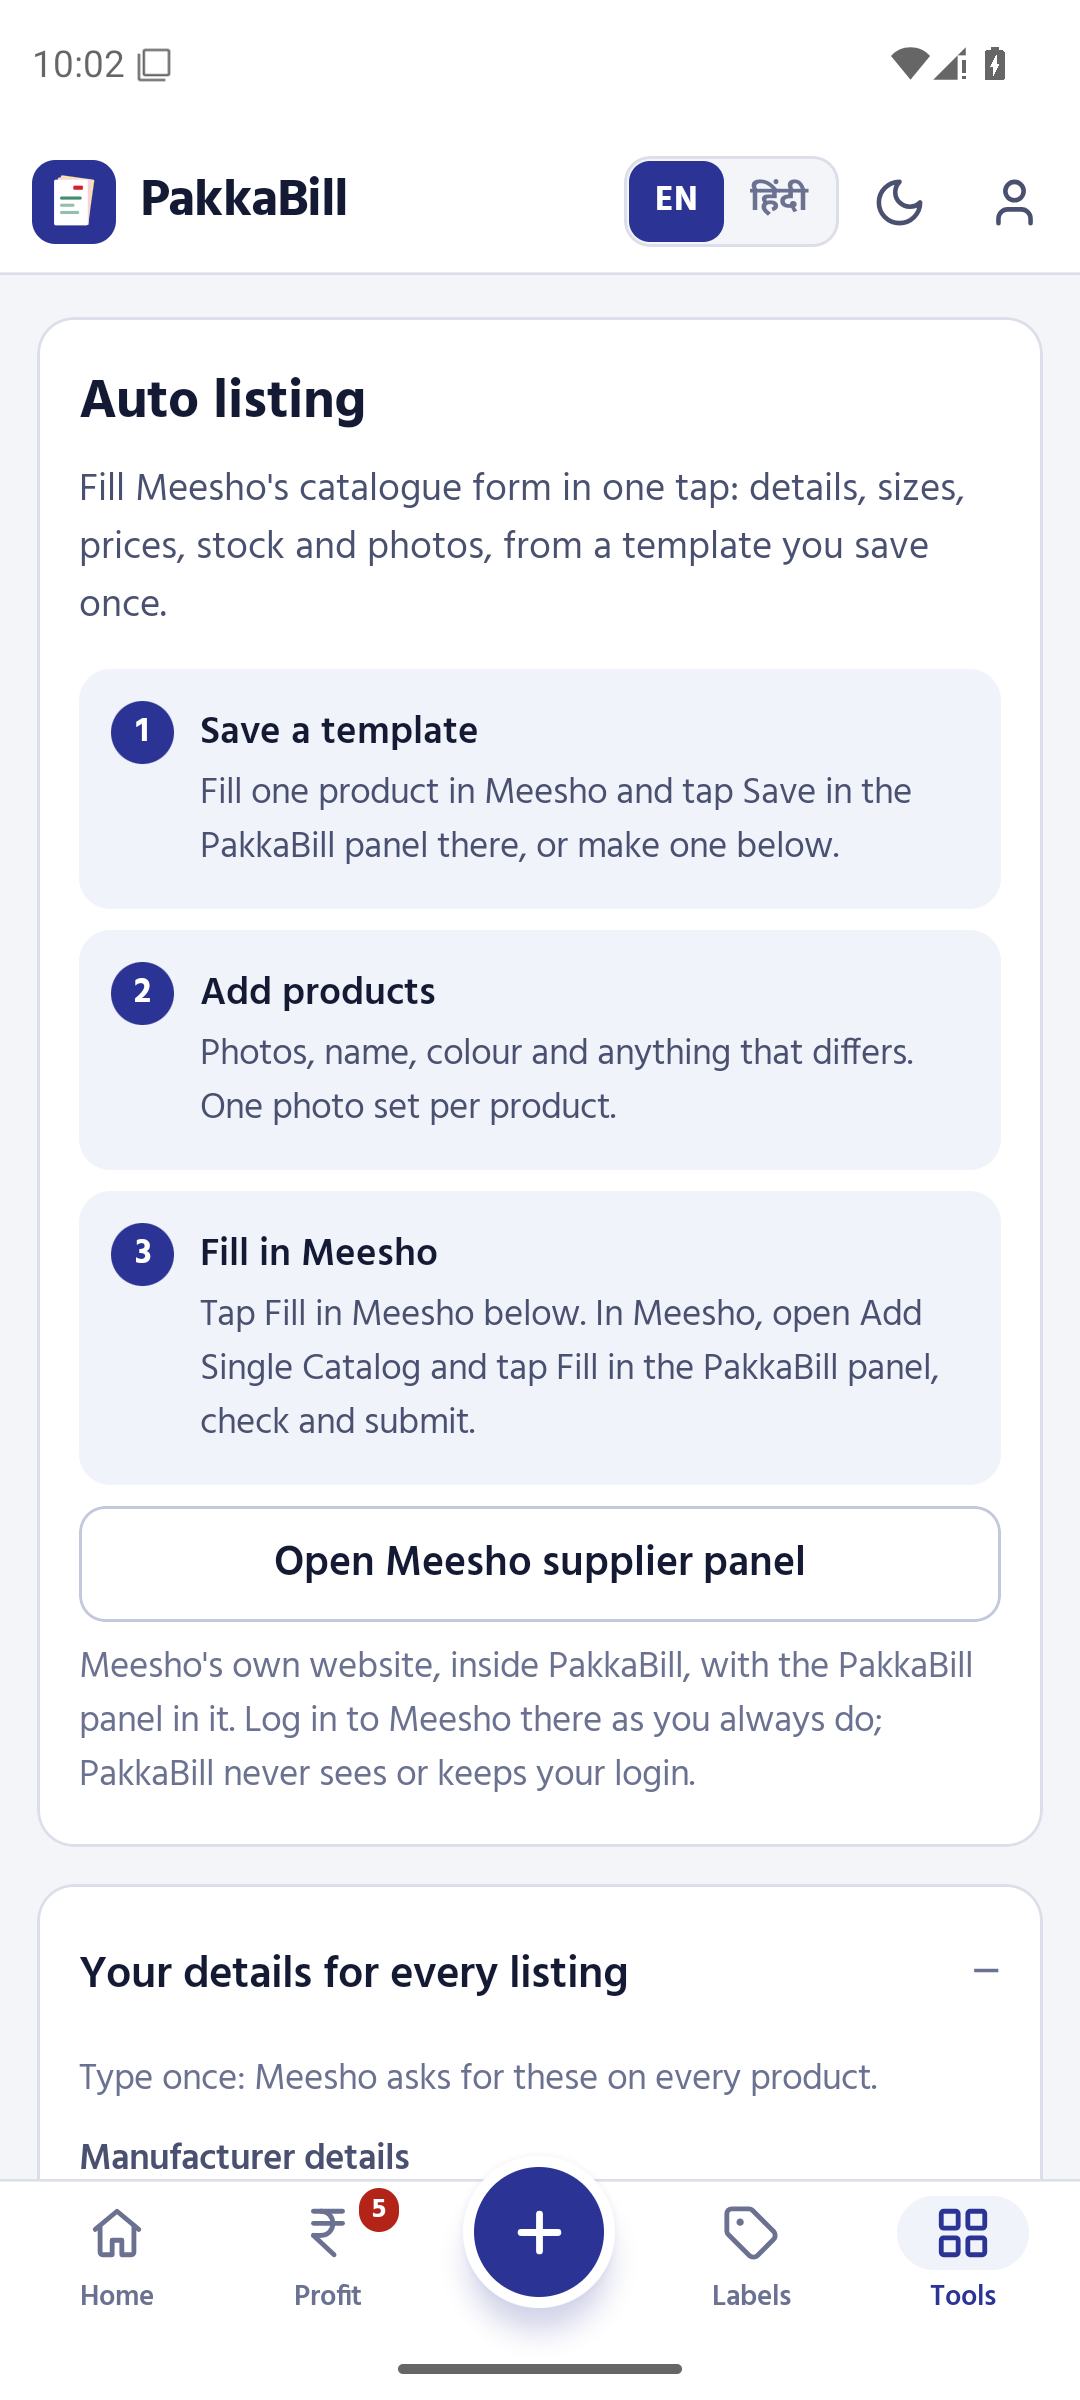 10:02
PakkaBill
EN हिंदी
Auto listing
Fill Meesho's catalogue form in one tap: details, sizes,
prices, stock and photos, from a template you save
once.
1 Save a template
Fill one product in Meesho and tap Save in the
PakkaBill panel there, or make one below.
2 Add products
Photos, name, colour and anything that differs.
One photo set per product.
3 Fill in Meesho
Tap Fill in Meesho below. In Meesho, open Add
Single Catalog and tap Fill in the PakkaBill panel,
check and submit.
Open Meesho supplier panel
Meesho's own website, inside PakkaBill, with the PakkaBill
panel in it. Log in to Meesho there as you always do;
PakkaBill never sees or keeps your login.
Your details for every listing
Type once: Meesho asks for these on every product.
Manufacturer details
5
Home Profit Labels Tools